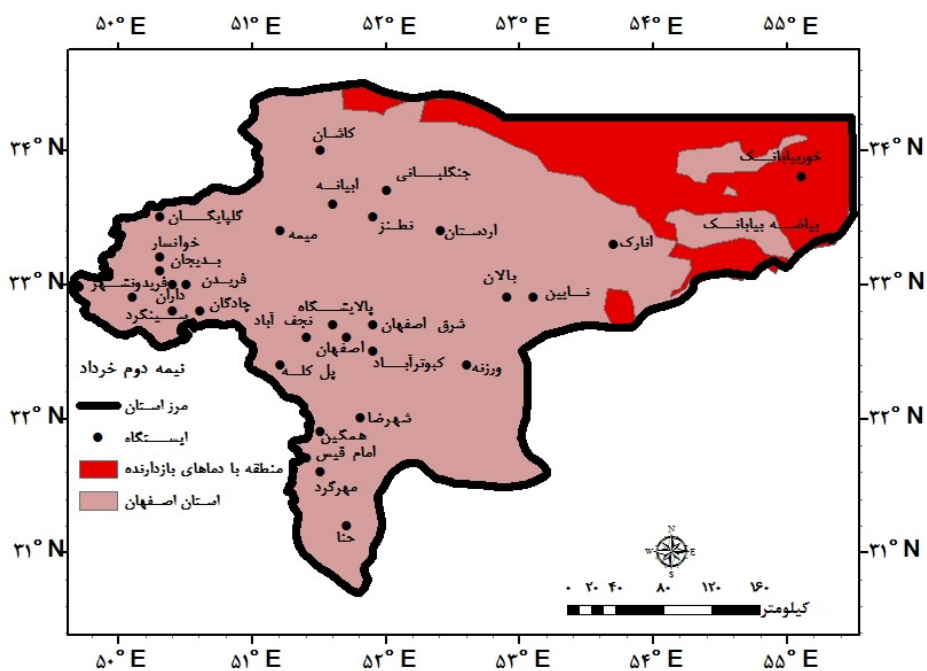 ۵۰° E ۵۱° E ۵۲° E ۵۳° E ۵۴° E ۵۵° E
۳۴° N ۳۴° N
۳۳° N ۳۳° N
۳۲° N ۳۲° N
۳۱° N ۳۱° N
کاشان
جنگلبانی
خوربیابانک
ابیانه
گلپایگان
نطنز
بیاضه بیابانک
خوانسار
میمه
اردستان
انارک
بدیجان
فریدونشهر
فریدن
بالان
نایین
داران
چادگان
پالایشگاه
سینگرد
نجف آباد
شرق اصفهان
اصفهان
کبوترآباد
پل کله
ورزنه
شهرضا
همگین
امام قیس
مهرگرد
حنا
نیمه دوم خرداد
مرز استان
ایستگاه
منطقه با دماهای بازدارنده
استان اصفهان
N
W E
S
۰ ۲۰ ۴۰ ۸۰ ۱۲۰ ۱۶۰
کیلومتر
۵۰° E ۵۱° E ۵۲° E ۵۳° E ۵۴° E ۵۵° E